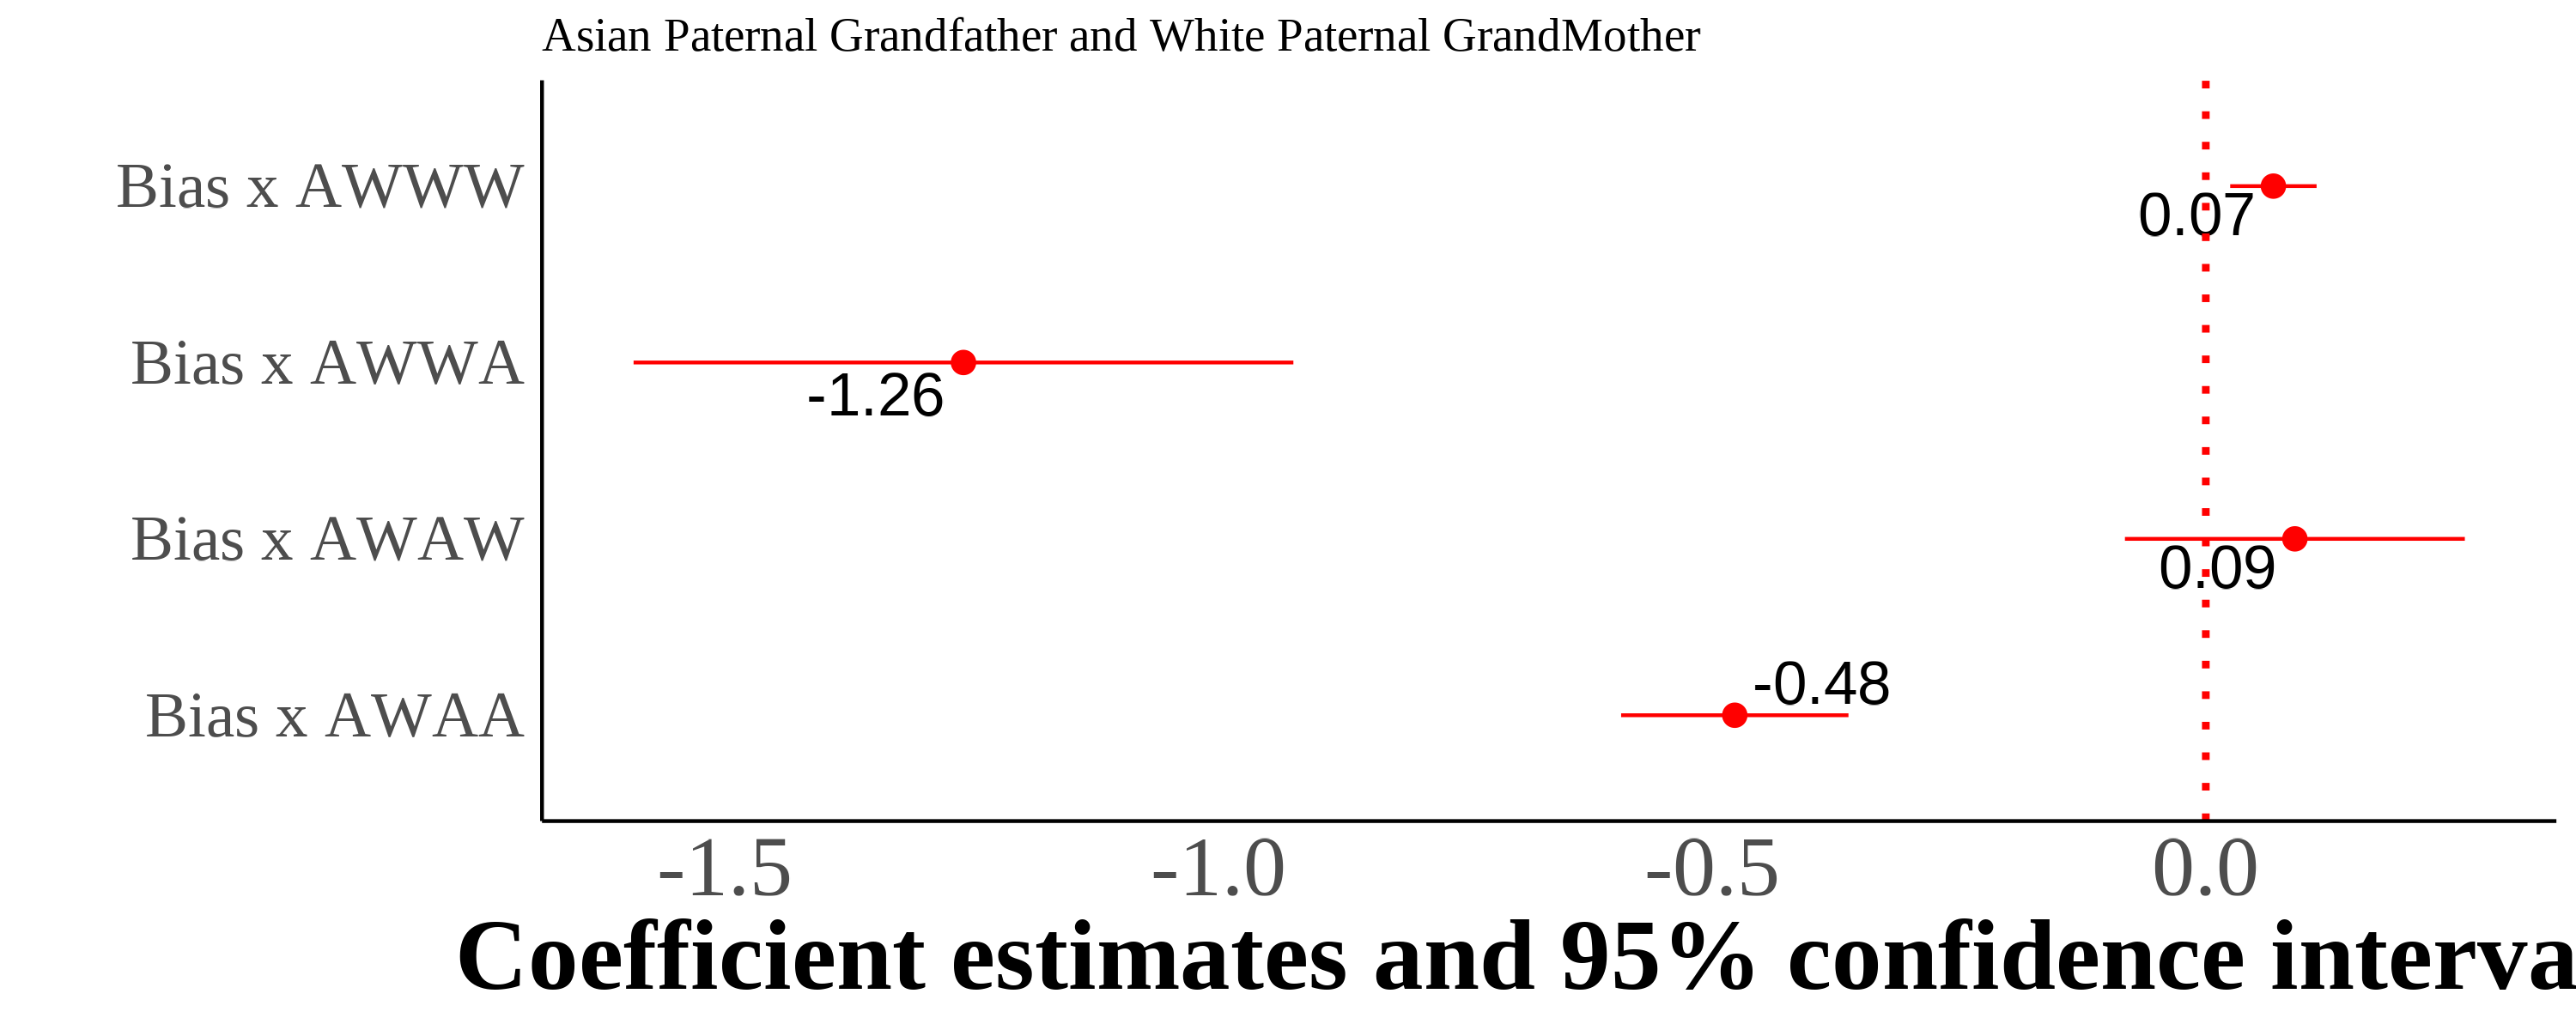 Asian Paternal Grandfather and White Paternal GrandMother
Bias x AWWW
0.07
Bias x AWWA
-1.26
Bias x AWAW
0.09
Bias x AWAA
-0.48
-1.5 -1.0 -0.5 0.0
Coefficient estimates and 95% confidence interva